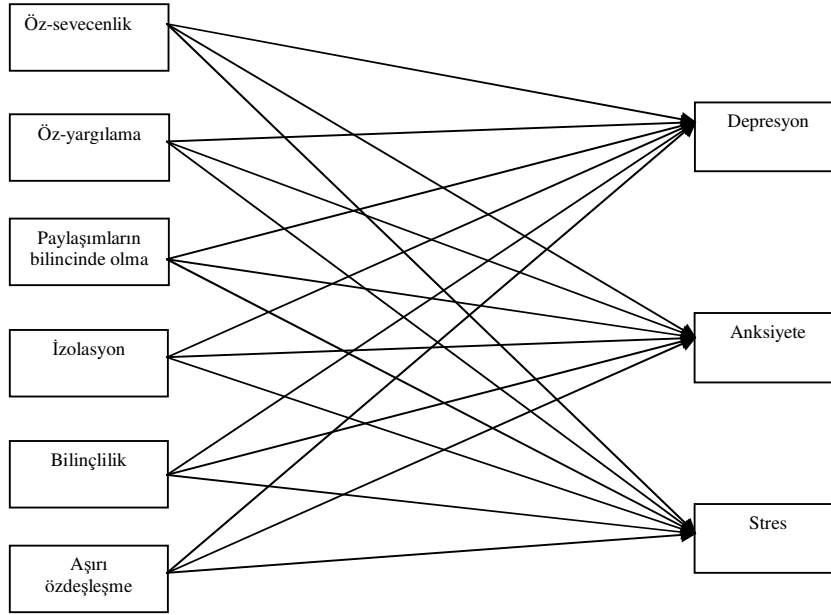 Öz-sevecenlik
Öz-yargılama
Paylaşımların
bilincinde olma
İzolasyon
Bilinçlilik
Aşırı
özdeşleşme
Depresyon
Anksiyete
Stres